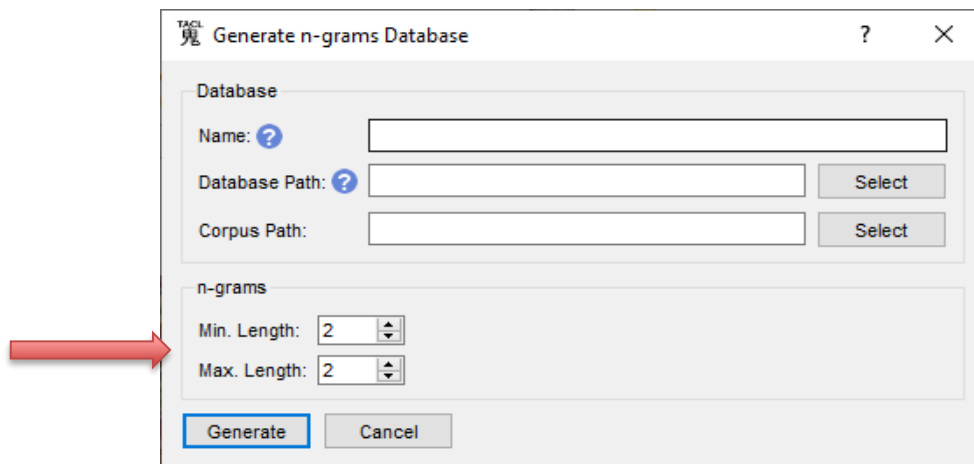 TACL 鬼 Generate n-grams Database ?
Database
Name: ?
Database Path: ? Select
Corpus Path: Select
n-grams
Min. Length: 2
Max. Length: 2
Generate Cancel